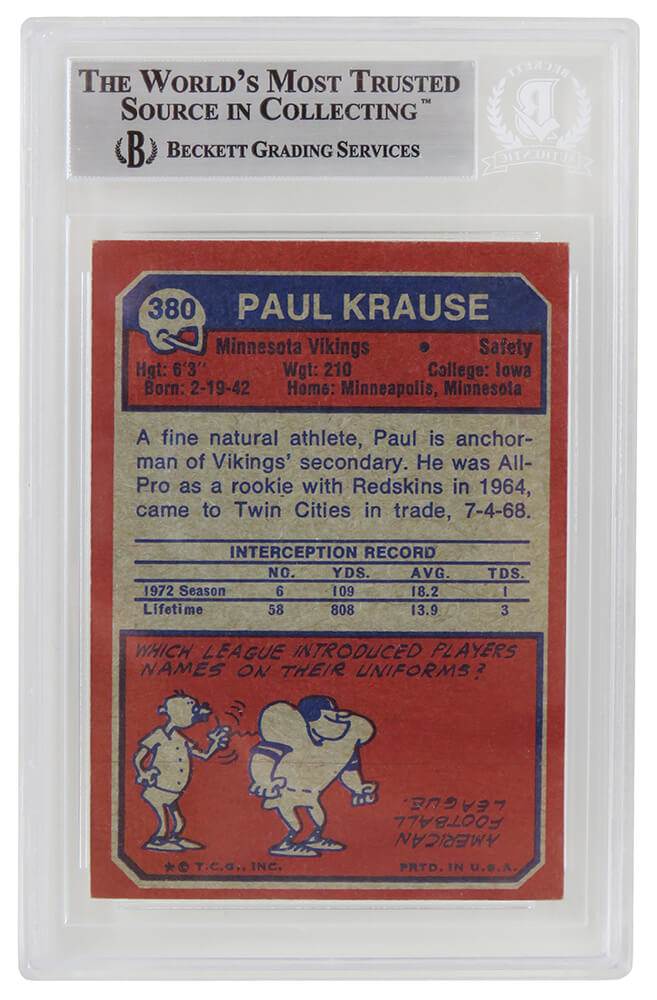 THE WORLD'S MOST TRUSTED
SOURCE IN COLLECTING™
B BECKETT GRADING SERVICES
BECKETT
B
AUTHENTIC
380 PAUL KRAUSE
Minnesota Vikings • Safety
Hgt: 6'3" Wgt: 210 College: Iowa
Born: 2-19-42 Home: Minneapolis, Minnesota
A fine natural athlete, Paul is anchor-
man of Vikings' secondary. He was All-
Pro as a rookie with Redskins in 1964,
came to Twin Cities in trade, 7-4-68.
INTERCEPTION RECORD
NO. YDS. AVG. TDS.
1972 Season 6 109 18.2 1
Lifetime 58 808 13.9 3
WHICH LEAGUE INTRODUCED PLAYERS
NAMES ON THEIR UNIFORMS?
AMERICAN
FOOTBALL
LEAGUE.
★ © T.C.G., INC. PRTD. IN U.S.A.